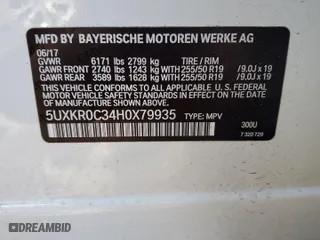 MFD BY BAYERISCHE MOTOREN WERKE AG
06/17
GVWR 6171 lbs 2799 kg TIRE / RIM
GAWR FRONT 2740 lbs 1243 kg 255/50 R19 /9.0J x 19
GAWR REAR 3589 lbs 1628 kg 255/50 R19 /9.0J x 19
THIS VEHICLE CONFORMS TO ALL APPLICABLE
U.S. FEDERAL MOTOR VEHICLE SAFETY STANDARDS IN
EFFECT ON THE DATE OF MANUFACTURE SHOWN ABOVE.
5UXKR0C34H0X79935 TYPE: MPV 300U
7 320 729